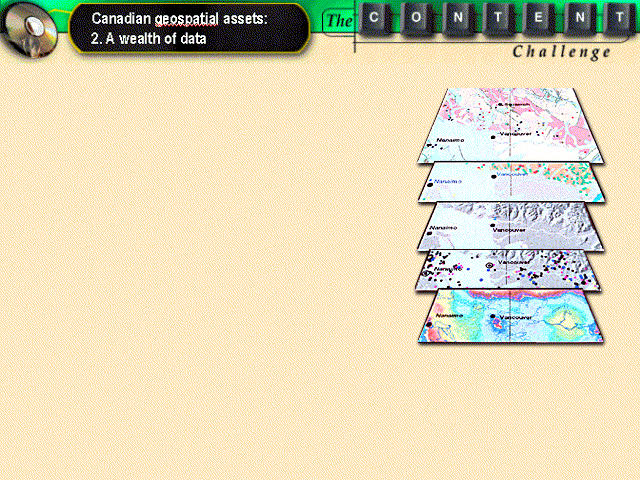 Canadian geospatial assets:
2. A wealth of data
The CONTENT
Challenge
Vancouver
Nanaimo
Vancouver
Nanaimo
Nanaimo
Vancouver
Vancouver
Nanaimo
Nanaimo
Vancouver